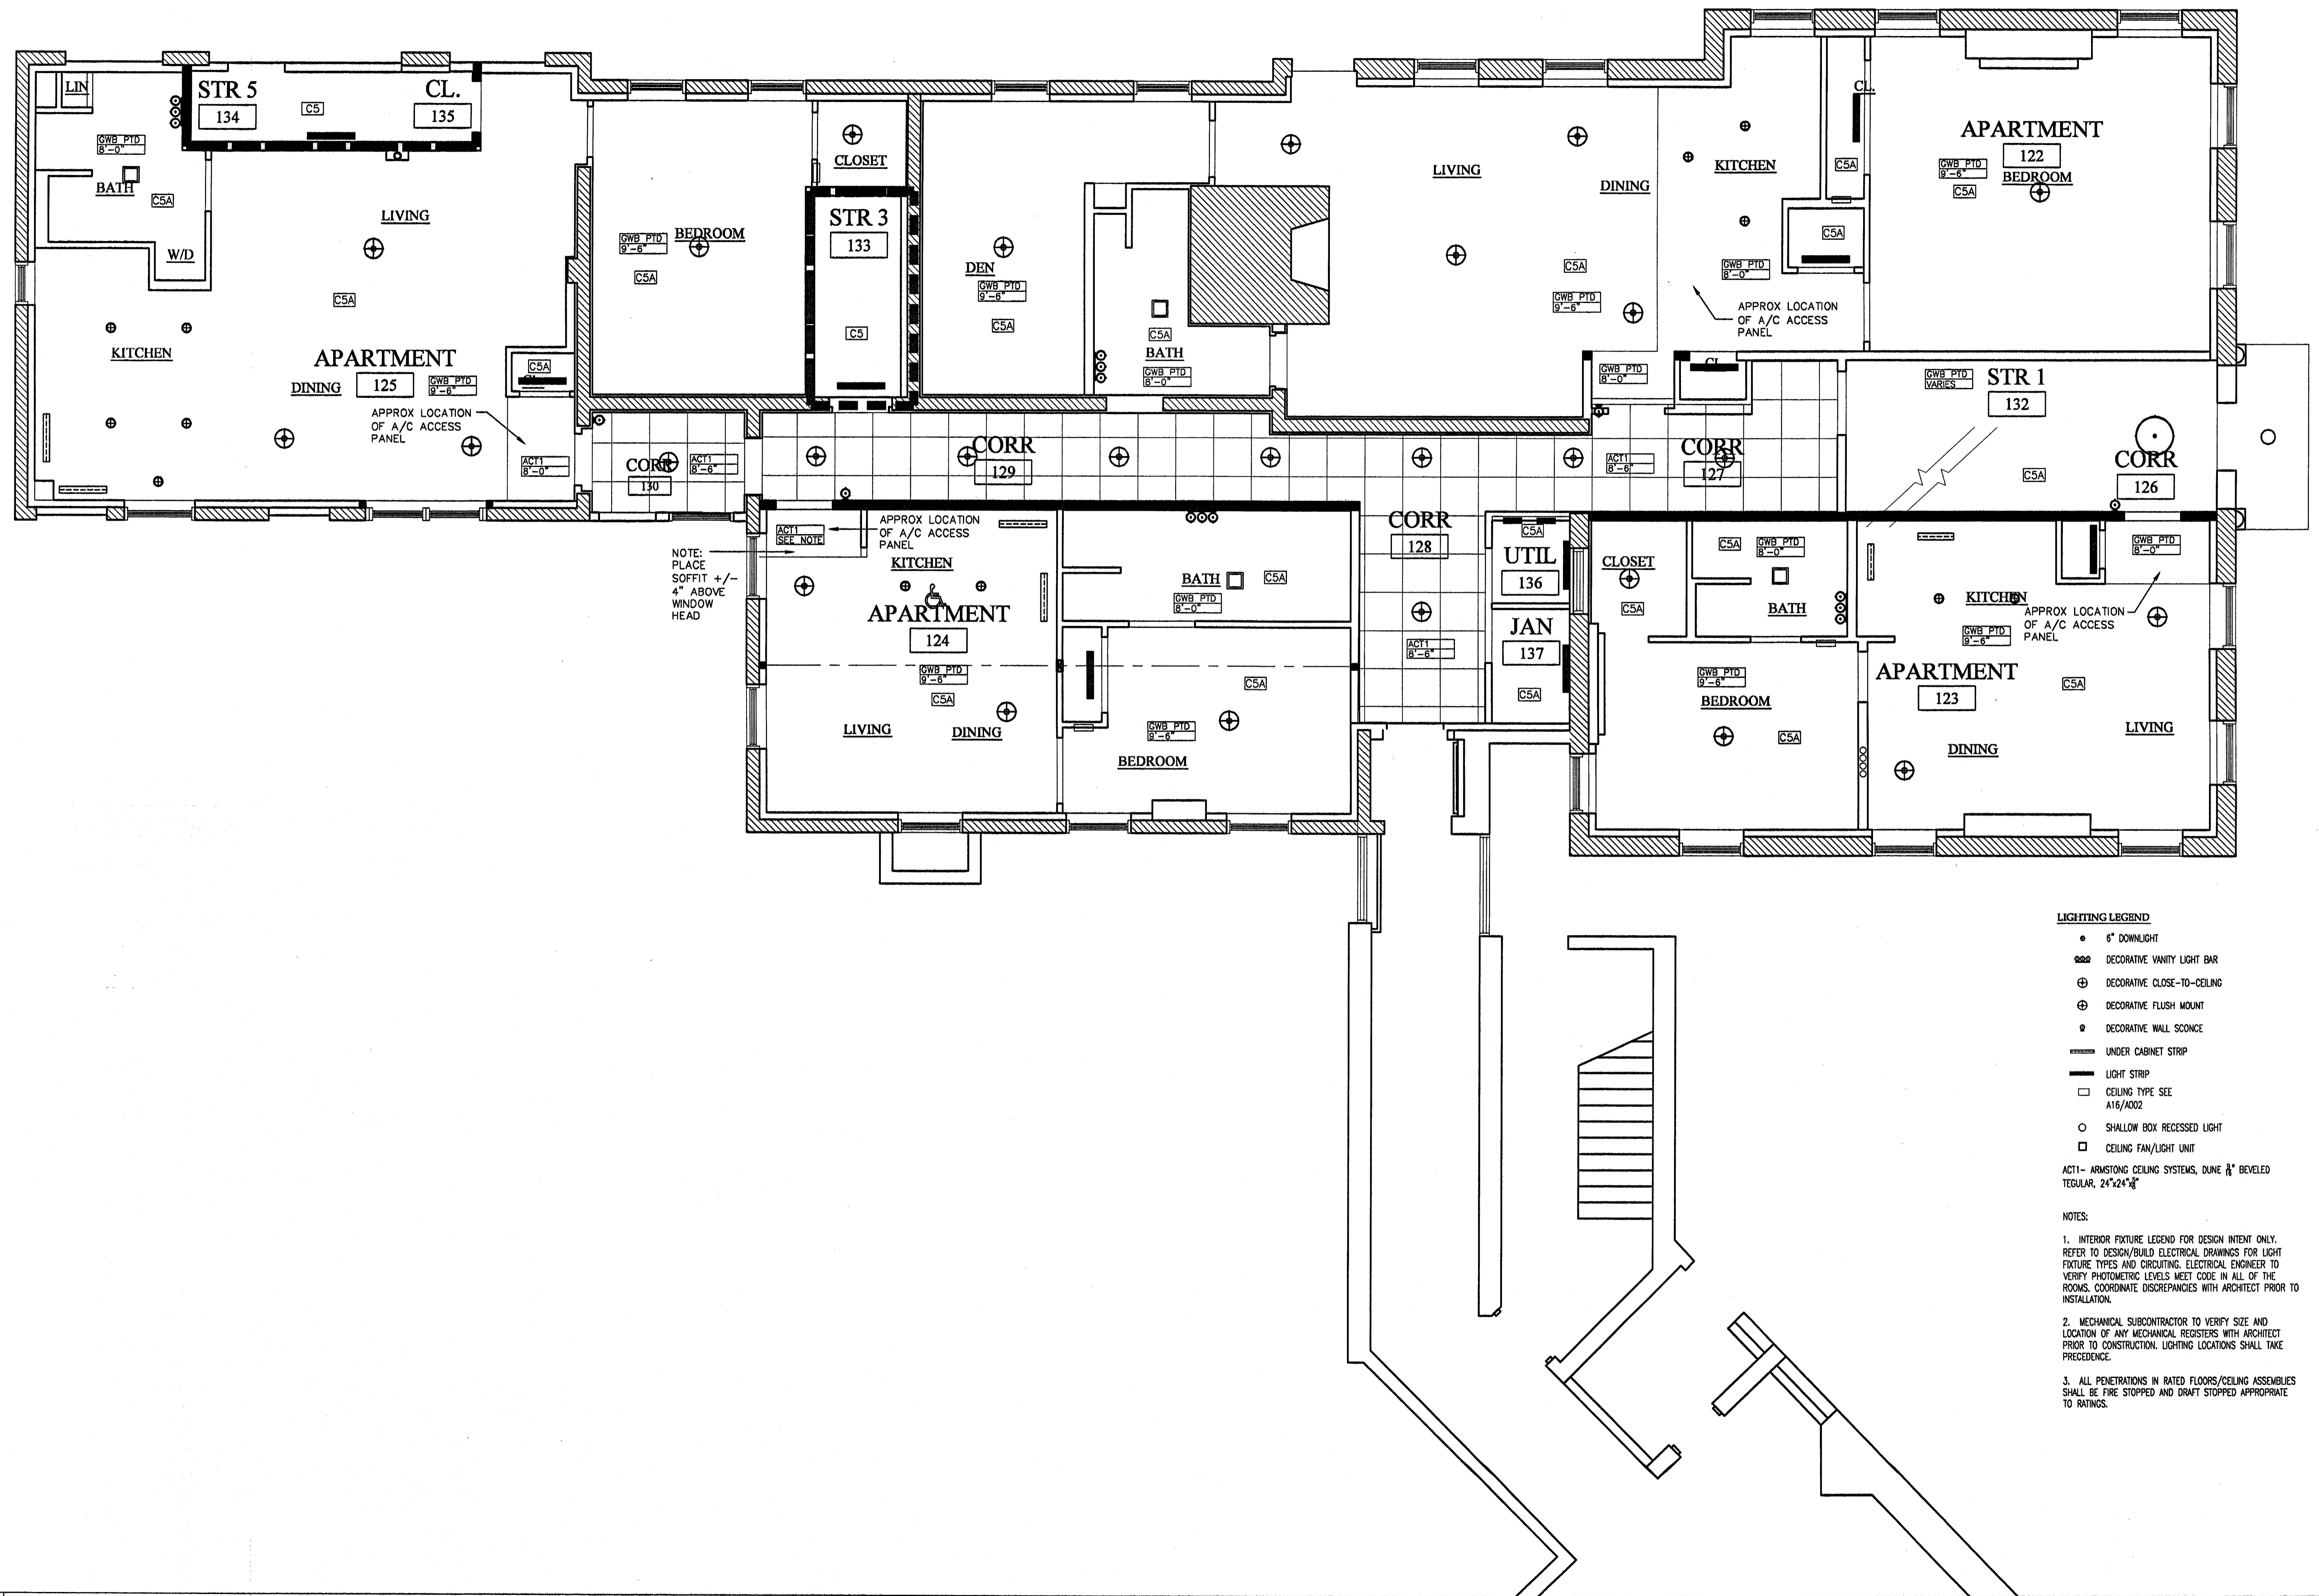 LIN
STR 5
134
C5
CL.
135
GWB PTD
8'-0"
BATH
C5A
W/D
LIVING
C5A
KITCHEN
APARTMENT
125
DINING
GWB PTD
9'-6"
APPROX LOCATION
OF A/C ACCESS
PANEL
C5A
ACT1
8'-0"
GWB PTD
9'-6"
BEDROOM
C5A
CLOSET
STR 3
133
C5
CORR
130
ACT1
8'-6"
DEN
GWB PTD
9'-6"
C5A
C5A
BATH
GWB PTD
8'-0"
LIVING
DINING
C5A
GWB PTD
9'-6"
KITCHEN
GWB PTD
8'-0"
APPROX LOCATION
OF A/C ACCESS
PANEL
CL.
C5A
C5A
APARTMENT
122
GWB PTD
9'-6"
BEDROOM
C5A
GWB PTD
8'-0"
CL.
GWB PTD
VARIES
STR 1
132
C5A
CORR
126
CORR
129
ACT1
8'-6"
CORR
127
CORR
128
ACT1
8'-6"
C5A
UTIL
136
JAN
137
C5A
NOTE:
PLACE
SOFFIT +/-
4" ABOVE
WINDOW
HEAD
ACT1
SEE NOTE
APPROX LOCATION
OF A/C ACCESS
PANEL
KITCHEN
APARTMENT
124
GWB PTD
9'-6"
C5A
LIVING
DINING
BATH
C5A
GWB PTD
8'-0"
C5A
GWB PTD
9'-6"
BEDROOM
CLOSET
C5A
C5A
GWB PTD
8'-0"
BATH
GWB PTD
9'-6"
BEDROOM
C5A
KITCHEN
GWB PTD
9'-6"
GWB PTD
8'-0"
APPROX LOCATION
OF A/C ACCESS
PANEL
APARTMENT
123
C5A
LIVING
DINING
LIGHTING LEGEND
6" DOWNLIGHT
DECORATIVE VANITY LIGHT BAR
DECORATIVE CLOSE-TO-CEILING
DECORATIVE FLUSH MOUNT
DECORATIVE WALL SCONCE
UNDER CABINET STRIP
LIGHT STRIP
CEILING TYPE SEE
A16/A002
SHALLOW BOX RECESSED LIGHT
CEILING FAN/LIGHT UNIT
ACT1- ARMSTONG CEILING SYSTEMS, DUNE BEVELED
TEGULAR, 24"x24"x
NOTES:
1. INTERIOR FIXTURE LEGEND FOR DESIGN INTENT ONLY.
REFER TO DESIGN/BUILD ELECTRICAL DRAWINGS FOR LIGHT
FIXTURE TYPES AND CIRCUITING. ELECTRICAL ENGINEER TO
VERIFY PHOTOMETRIC LEVELS MEET CODE IN ALL OF THE
ROOMS. COORDINATE DISCREPANCIES WITH ARCHITECT PRIOR TO
INSTALLATION.
2. MECHANICAL SUBCONTRACTOR TO VERIFY SIZE AND
LOCATION OF ANY MECHANICAL REGISTERS WITH ARCHITECT
PRIOR TO CONSTRUCTION. LIGHTING LOCATIONS SHALL TAKE
PRECEDENCE.
3. ALL PENETRATIONS IN RATED FLOORS/CEILING ASSEMBLIES
SHALL BE FIRE STOPPED AND DRAFT STOPPED APPROPRIATE
TO RATINGS.